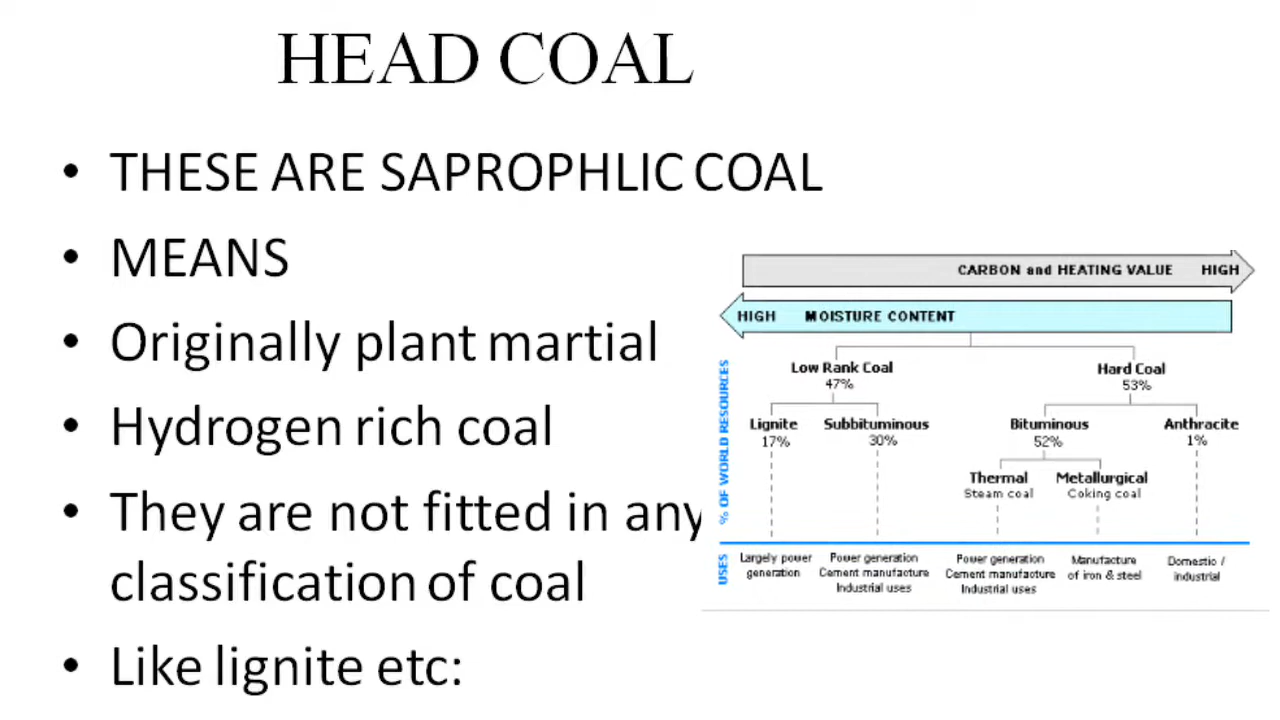 HEAD COAL
• THESE ARE SAPROPHLIC COAL
• MEANS
• Originally plant martial
• Hydrogen rich coal
• They are not fitted in any
classification of coal
• Like lignite etc:
CARBON and HEATING VALUE HIGH
HIGH MOISTURE CONTENT
% OF WORLD RESOURCES
Low Rank Coal Hard Coal
47% 53%
Lignite Subbituminous Bituminous Anthracite
17% 30% 52% 1%
Thermal Metallurgical
Steam coal Coking coal
USES
Largely power
generation
Power generation
Cement manufacture
Industrial uses
Power generation
Cement manufacture
Industrial uses
Manufacture
of iron & steel
Domestic /
industrial